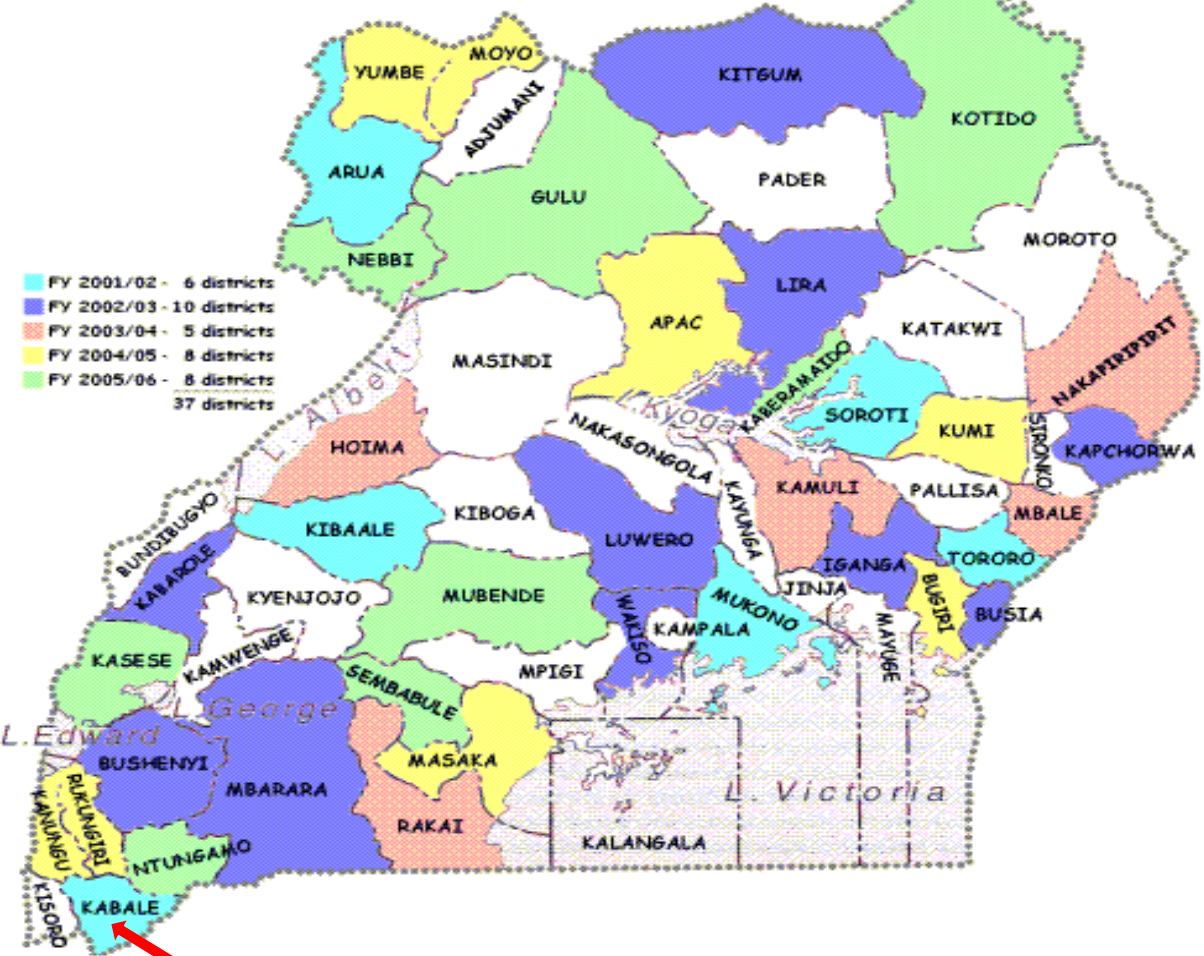 MOYO
YUMBE
KITGUM
ADJUMANI
KOTIDO
ARUA
PADER
GULU
MOROTO
NEBBI
FY 2001/02 - 6 districts
FY 2002/03 - 10 districts
FY 2003/04 - 5 districts
FY 2004/05 - 8 districts
FY 2005/06 - 8 districts
37 districts
LIRA
APAC
KATAKWI
MASINDI
NAKAPIRIPIRIT
KABERAMAIDO
L. Albert
L. Kyoga
SOROTI
KUMI
SIRONKO
KAPCHORWA
HOIMA
NAKASONGOLA
KAMULI
PALLISA
KAYUNGA
MBALE
BUNDIBUGYO
KIBOGA
KIBAALE
LUWERO
TORORO
IGANGA
KABAROLE
KYENJOJO
MUBENDE
JINJA
BUGIRI
BUSIA
MUKONO
WAKISO
KAMPALA
MAYUGE
KASESE
KAMWENGE
MPIGI
SEMBABULE
L. George
L.Edward
BUSHENYI
MASAKA
MBARARA
L. Victoria
RUKUNGIRI
KANUNGU
RAKAI
KALANGALA
NTUNGAMO
KISORO
KABALE